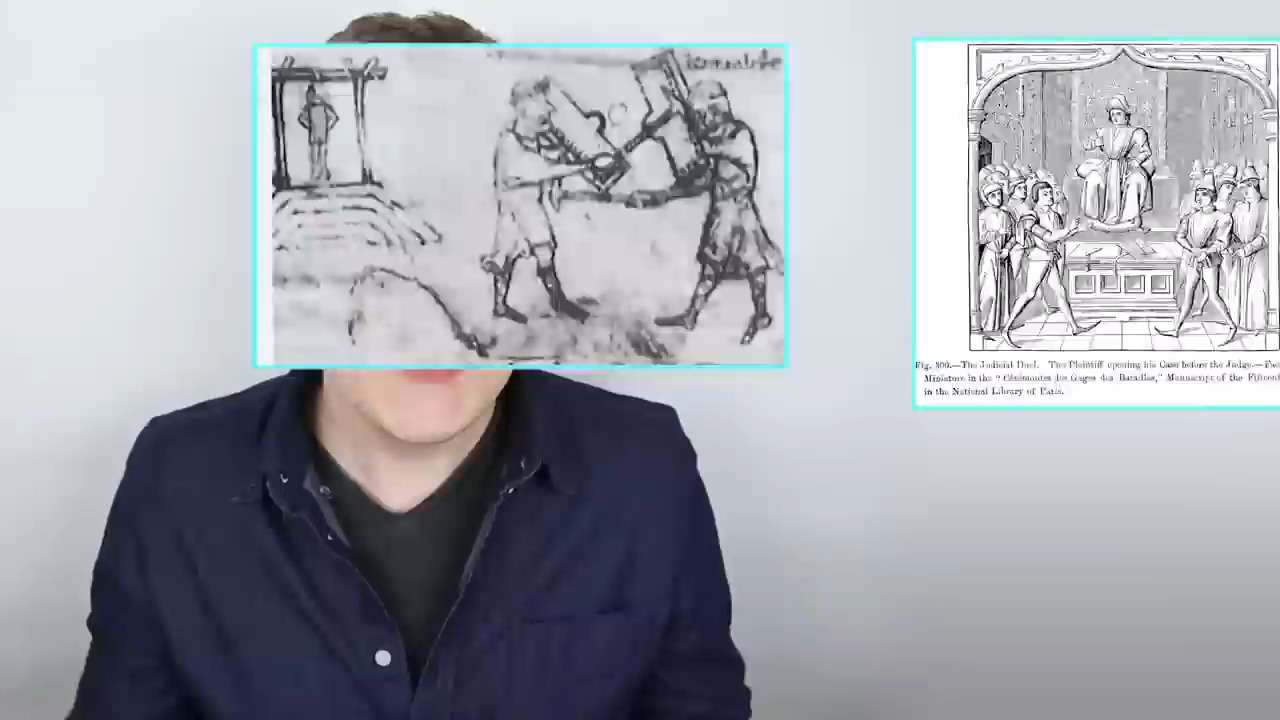 Fig. 300.—The Judicial Duel. The Plaintiff opening his Case before the Judge.—
Miniature in the "Cérémonies des Gages des Batailles," Manuscript of the Fifteen
in the National Library of Paris.